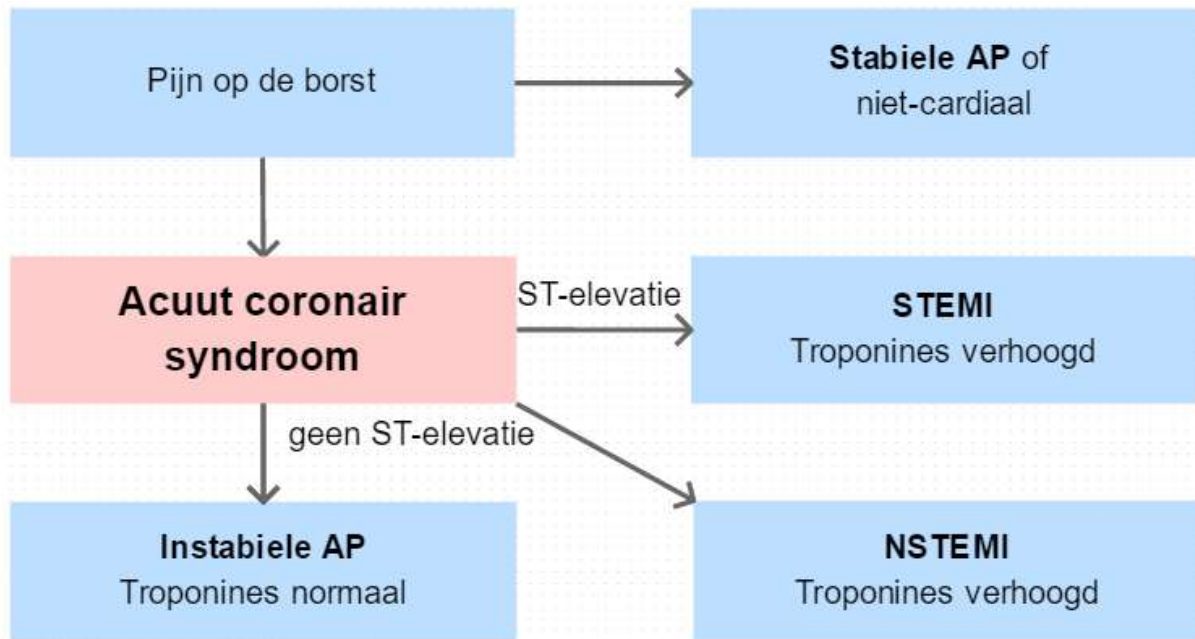 Pijn op de borst
Stabiele AP of
niet-cardiaal
Acuut coronair
syndroom
ST-elevatie
STEMI
Troponines verhoogd
geen ST-elevatie
Instabiele AP
Troponines normaal
NSTEMI
Troponines verhoogd